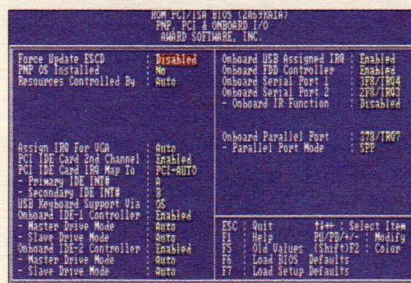 ROM PCI/ISA BIOS (2A69KA1A)
PNP, PCI & ONBOARD I/O
AWARD SOFTWARE, INC.
Force Update ESCD : Disabled
PNP OS Installed : No
Resources Controlled By : Auto
Assign IRQ For VGA : Auto
PCI IDE Card 2nd Channel : Enabled
PCI IDE Card IRQ Map To : PCI-AUTO
- Primary IDE INT# : A
- Secondary IDE INT# : B
USB Keyboard Support Via : OS
Onboard IDE-1 Controller : Enabled
- Master Drive Mode : Auto
- Slave Drive Mode : Auto
Onboard IDE-2 Controller : Enabled
- Master Drive Mode : Auto
- Slave Drive Mode : Auto
Onboard USB Assigned IRQ : Enabled
Onboard FDD Controller : Enabled
Onboard Serial Port 1 : 3F8/IRQ4
Onboard Serial Port 2 : 2F8/IRQ3
- Onboard IR Function : Disabled
Onboard Parallel Port : 378/IRQ7
- Parallel Port Mode : SPP
ESC : Quit ↑↓→← : Select Item
F1 : Help PU/PD/+/- : Modify
F5 : Old Values (Shift)F2 : Color
F6 : Load BIOS Defaults
F7 : Load Setup Defaults